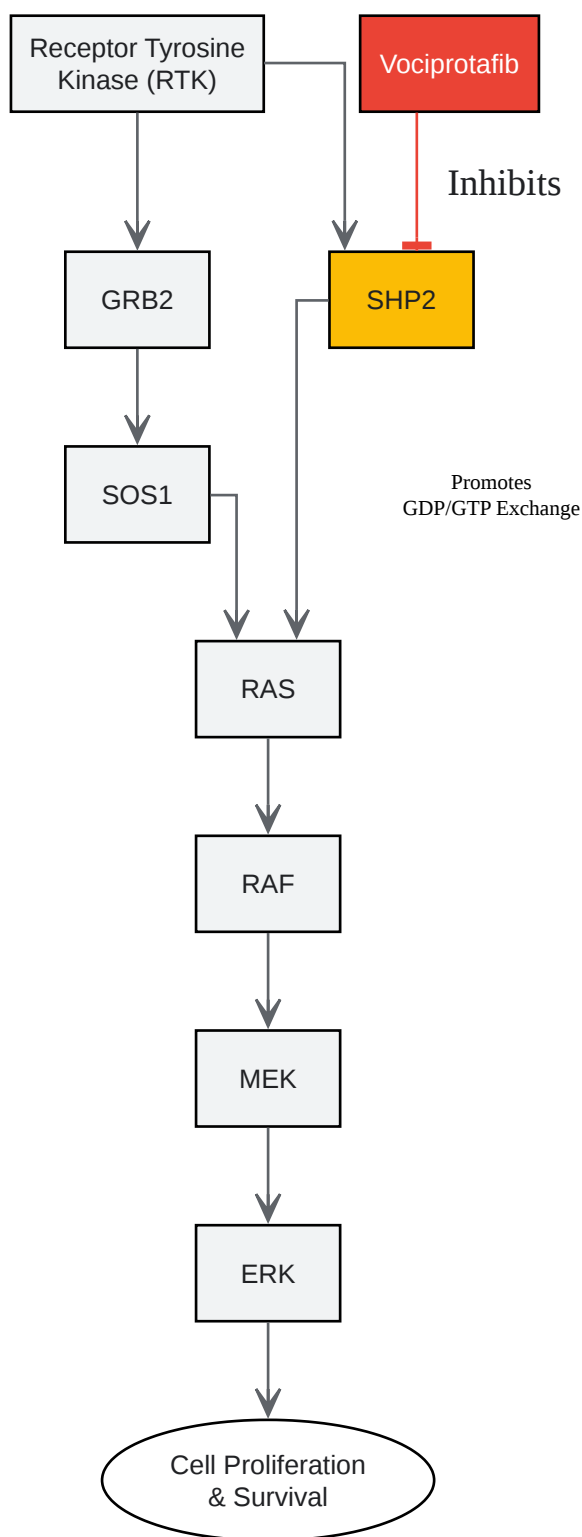 Receptor Tyrosine
Kinase (RTK)
Vociprotafib
Inhibits
GRB2
SHP2
SOS1
Promotes
GDP/GTP Exchange
RAS
RAF
MEK
ERK
Cell Proliferation
& Survival